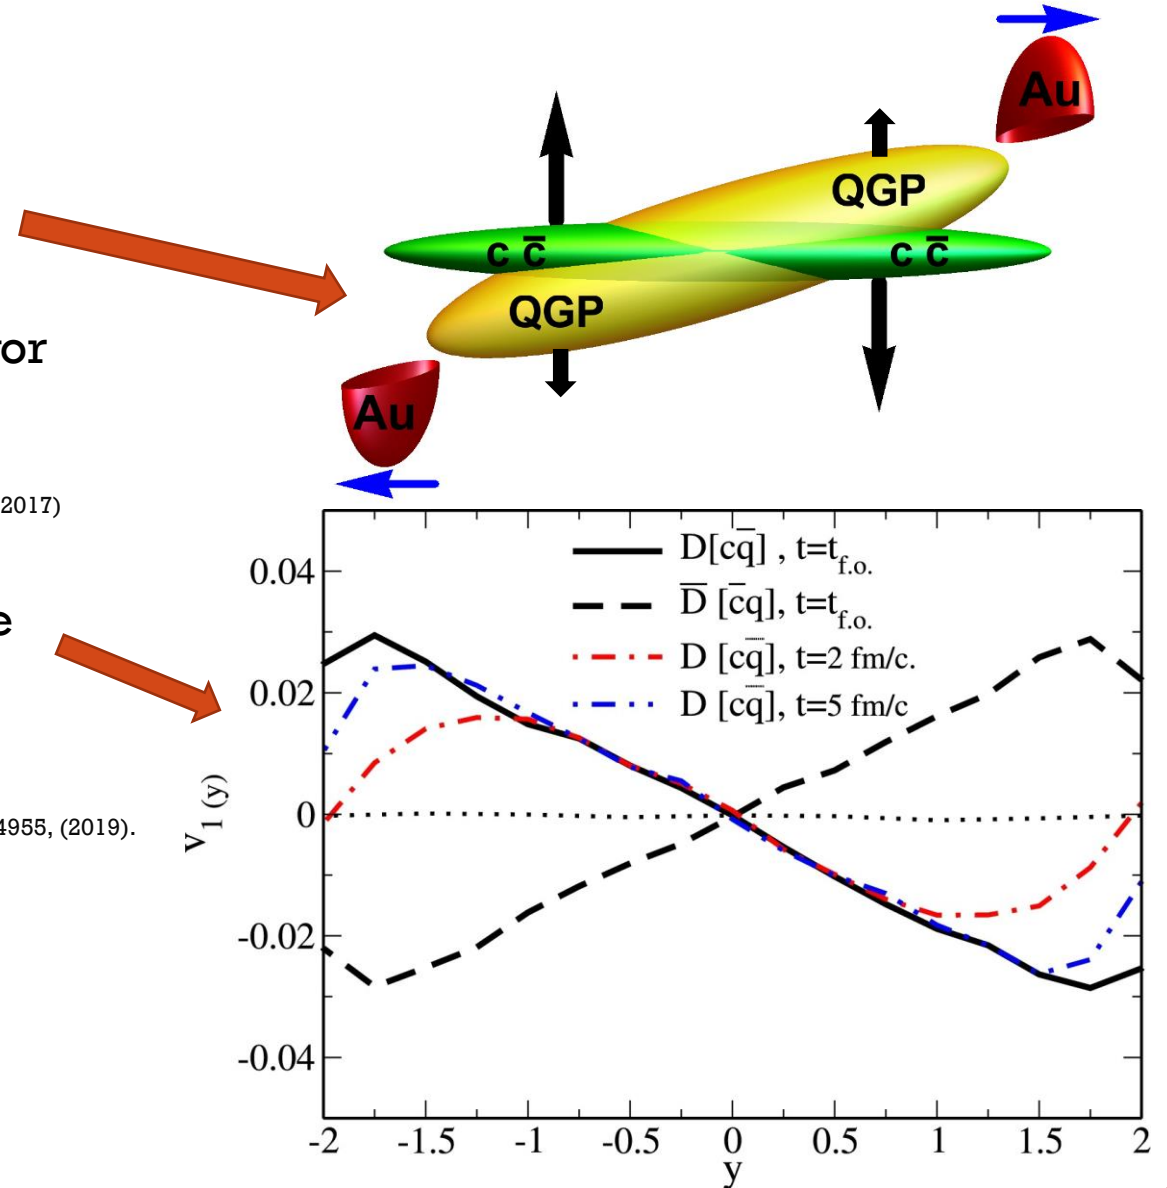 Au
QGP
c c̄
c c̄
QGP
Au
or
2017)
e
4955, (2019).
D[cq̄] , t=t_f.o.
D̄ [c̄q], t=t_f.o.
D [cq̄], t=2 fm/c.
D [cq̄], t=5 fm/c
v_1 (y)
0.04
0.02
0
-0.02
-0.04
-2 -1.5 -1 -0.5 0 0.5 1 1.5 2
y